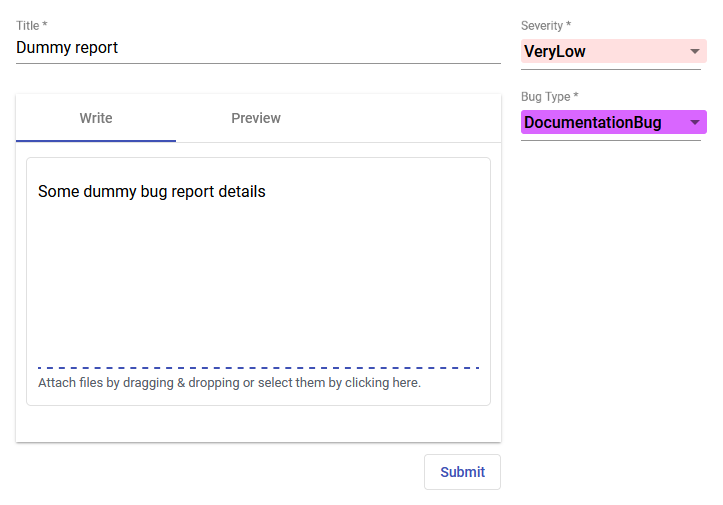 Title *
Dummy report
Severity *
VeryLow
Bug Type *
DocumentationBug
Write
Preview
Some dummy bug report details
Attach files by dragging & dropping or select them by clicking here.
Submit